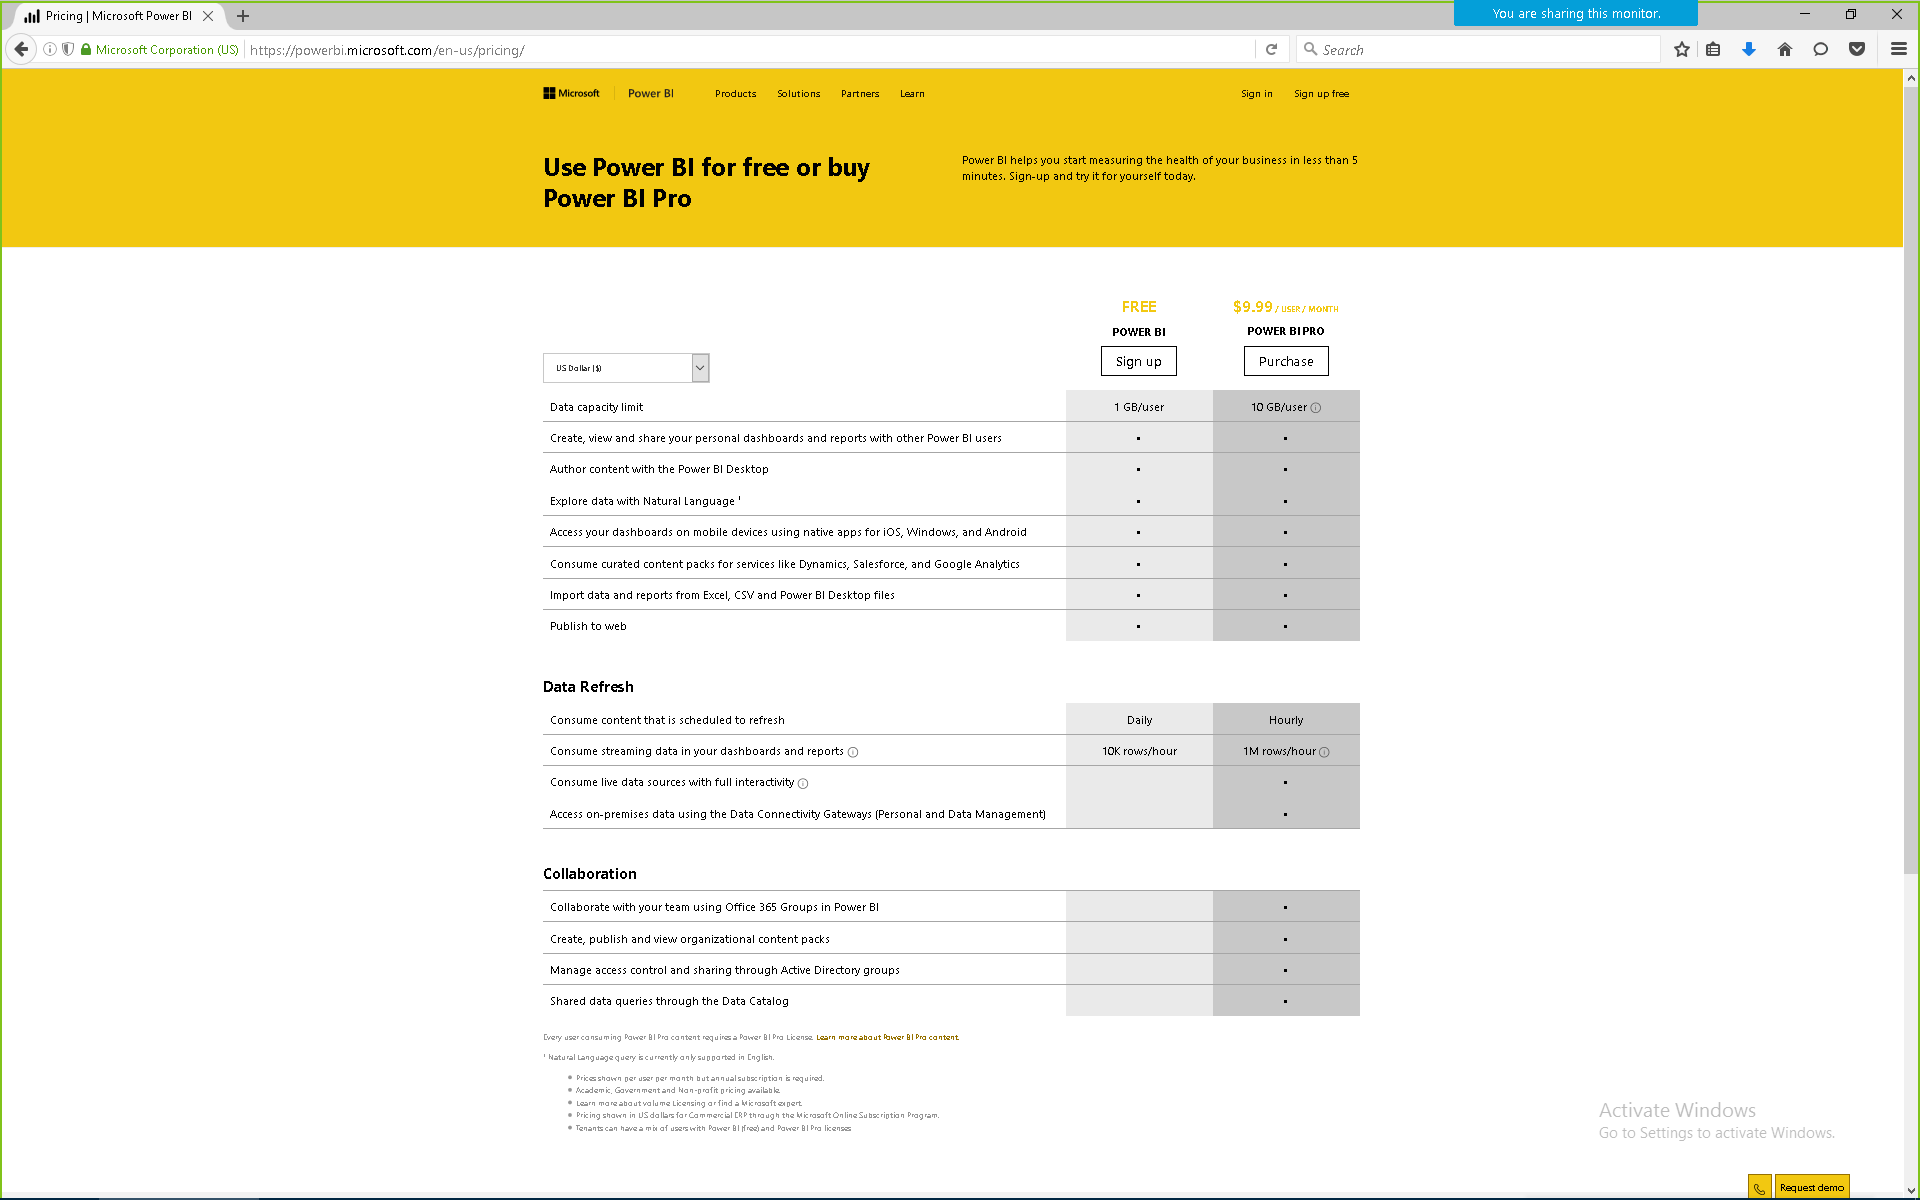 Pricing | Microsoft Power BI
You are sharing this monitor.
Microsoft Corporation (US) https://powerbi.microsoft.com/en-us/pricing/ Search
Microsoft Power BI Products Solutions Partners Learn Sign in Sign up free
Use Power BI for free or buy
Power BI Pro
Power BI helps you start measuring the health of your business in less than 5
minutes. Sign-up and try it for yourself today.
FREE $9.99 / USER / MONTH
POWER BI POWER BI PRO
US Dollar ($) Sign up Purchase
Data capacity limit 1 GB/user 10 GB/user
Create, view and share your personal dashboards and reports with other Power BI users • •
Author content with the Power BI Desktop • •
Explore data with Natural Language ¹ • •
Access your dashboards on mobile devices using native apps for iOS, Windows, and Android • •
Consume curated content packs for services like Dynamics, Salesforce, and Google Analytics • •
Import data and reports from Excel, CSV and Power BI Desktop files • •
Publish to web • •
Data Refresh
Consume content that is scheduled to refresh Daily Hourly
Consume streaming data in your dashboards and reports 10K rows/hour 1M rows/hour
Consume live data sources with full interactivity •
Access on-premises data using the Data Connectivity Gateways (Personal and Data Management) •
Collaboration
Collaborate with your team using Office 365 Groups in Power BI •
Create, publish and view organizational content packs •
Manage access control and sharing through Active Directory groups •
Shared data queries through the Data Catalog •
Every user consuming Power BI Pro content requires a Power BI Pro License. Learn more about Power BI Pro content.
¹ Natural Language query is currently only supported in English.
• Prices shown per user per month but annual subscription is required.
• Academic, Government and Non-profit pricing available.
• Learn more about volume Licensing or find a Microsoft expert.
• Pricing shown in US dollars for Commercial ERP through the Microsoft Online Subscription Program.
• Tenants can have a mix of users with Power BI (free) and Power BI Pro licenses
Activate Windows
Go to Settings to activate Windows.
Request demo